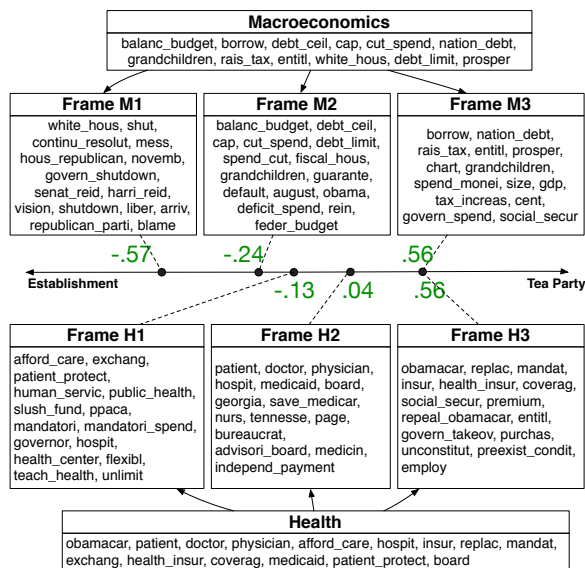 Macroeconomics
balanc_budget, borrow, debt_ceil, cap, cut_spend, nation_debt,
grandchildren, rais_tax, entitl, white_hous, debt_limit, prosper
Frame M1
white_hous, shut,
continu_resolut, mess,
hous_republican, novemb,
govern_shutdown,
senat_reid, harri_reid,
vision, shutdown, liber, arriv,
republican_parti, blame
Frame M2
balanc_budget, debt_ceil,
cap, cut_spend, debt_limit,
spend_cut, fiscal_hous,
grandchildren, guarante,
default, august, obama,
deficit_spend, rein,
feder_budget
Frame M3
borrow, nation_debt,
rais_tax, entitl, prosper,
chart, grandchildren,
spend_monei, size, gdp,
tax_increas, cent,
govern_spend, social_secur
-.57
-.24
.56
Establishment
Tea Party
-.13
.04
.56
Frame H1
afford_care, exchang,
patient_protect,
human_servic, public_health,
slush_fund, ppaca,
mandatori, mandatori_spend,
governor, hospit,
health_center, flexibl,
teach_health, unlimit
Frame H2
patient, doctor, physician,
hospit, medicaid, board,
georgia, save_medicar,
nurs, tennesse, page,
bureaucrat,
advisori_board, medicin,
independ_payment
Frame H3
obamacar, replac, mandat,
insur, health_insur, coverag,
social_secur, premium,
repeal_obamacar, entitl,
govern_takeov, purchas,
unconstitut, preexist_condit,
employ
Health
obamacar, patient, doctor, physician, afford_care, hospit, insur, replac, mandat,
exchang, health_insur, coverag, medicaid, patient_protect, board